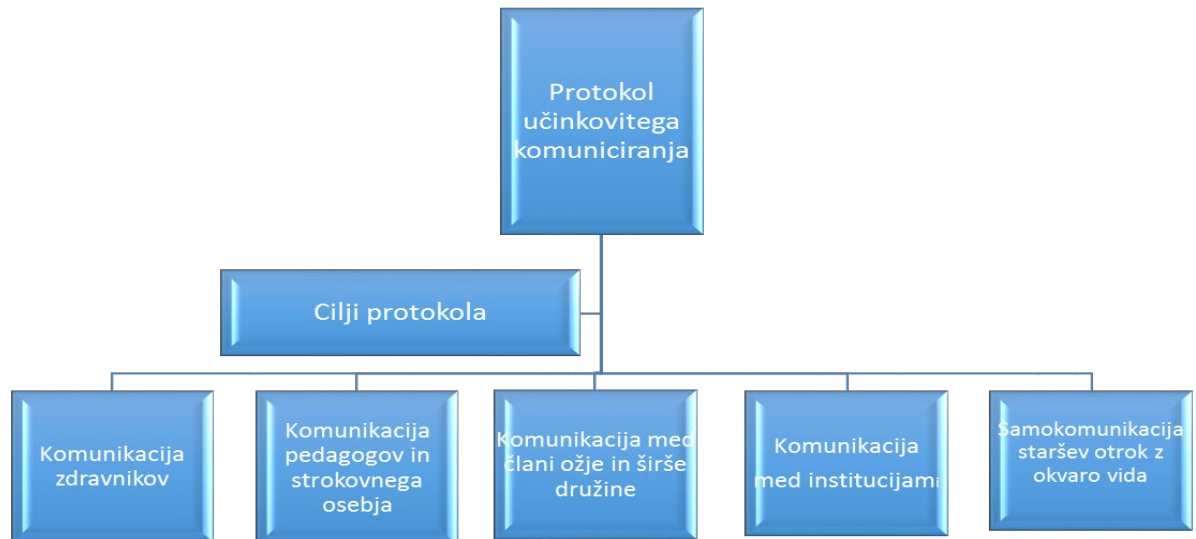 Protokol
učinkovitega
komuniciranja
Cilji protokola
Komunikacija
zdravnikov
Komunikacija
pedagogov in
strokovnega
osebja
Komunikacija med
člani ožje in širše
družine
Komunikacija
med institucijami
Samokomunikacija
staršev otrok z
okvaro vida